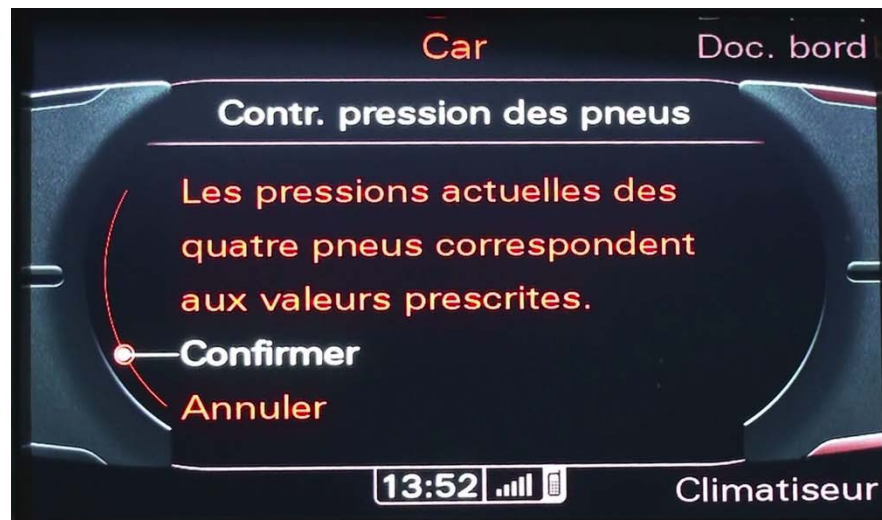 Car
Doc. bord
Contr. pression des pneus
Les pressions actuelles des
quatre pneus correspondent
aux valeurs prescrites.
Confirmer
Annuler
13:52
Climatiseur